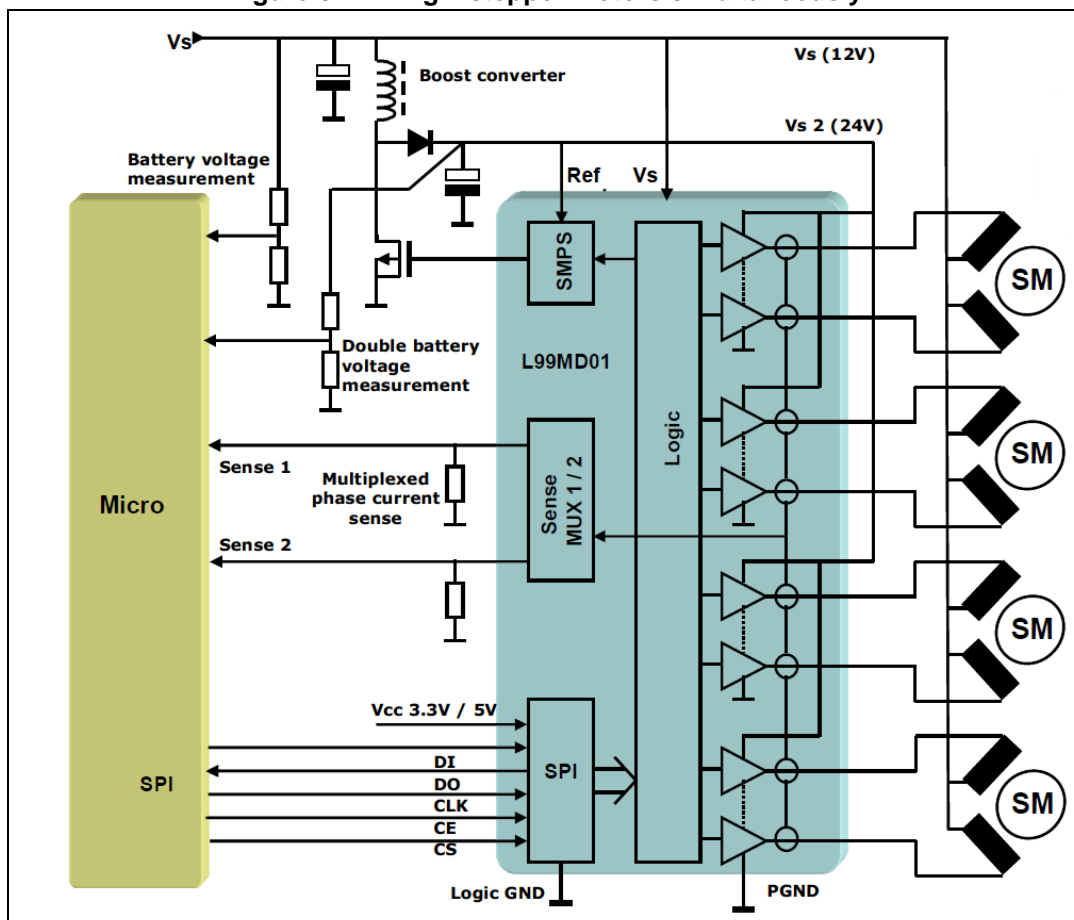 Vs
Vs (12V)
Boost converter
Vs 2 (24V)
Battery voltage
measurement
Ref
Vs
SMPS
SM
Double battery
voltage
measurement
L99MD01
Logic
SM
Sense 1
Micro
Multiplexed
phase current
sense
Sense
MUX 1 / 2
Sense 2
SM
Vcc 3.3V / 5V
SPI
DI
DO
CLK
CE
CS
SPI
SM
Logic GND
PGND